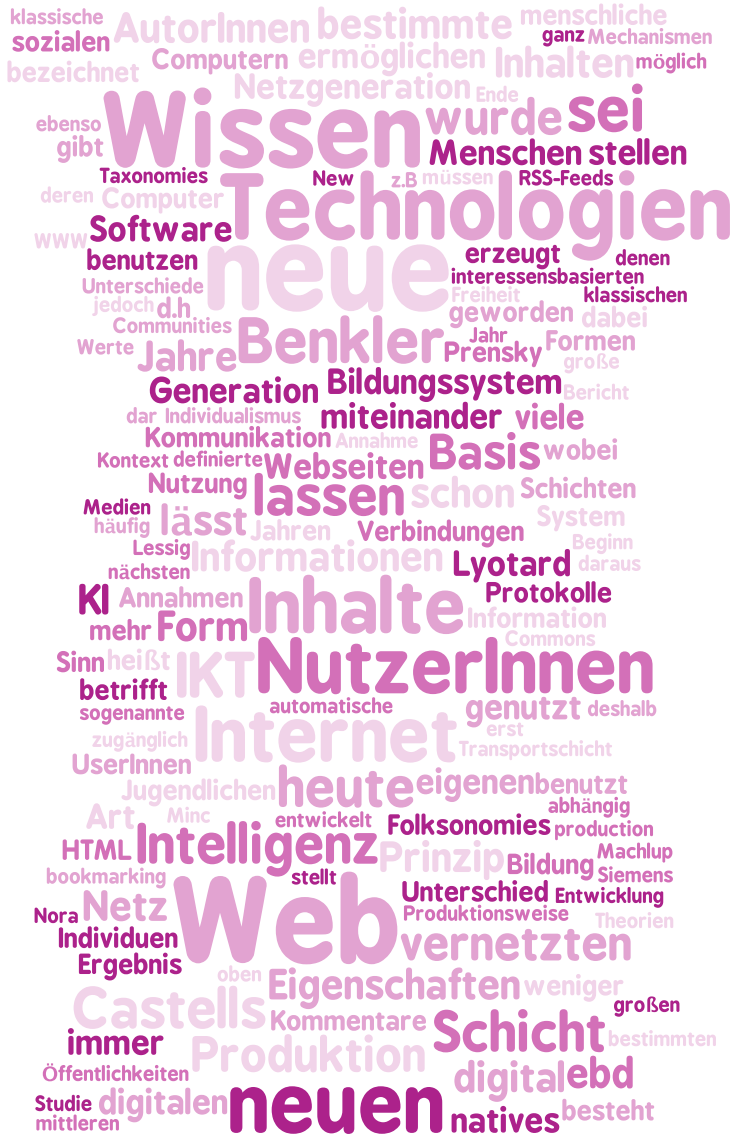 klassische AutorInnen bestimmte menschliche
sozialen ganz Mechanismen
Computern ermöglichen Inhalten möglich
bezeichnet Netzgeneration Ende
ebenso Wissen wurde sei
gibt Menschen stellen
Taxonomies New z.B müssen RSS-Feeds
deren Computer Technologien
www Software erzeugt denen
benutzen neue interessensbasierten
Unterschiede Freiheit klassischen
jedoch d.h geworden dabei
Communities Benkler Jahr Formen
Werte Jahre Prensky große
Generation Bildungssystem Bericht
dar Individualismus miteinander viele
Kommunikation Annahme Basis wobei
Kontext definierte Webseiten
Nutzung lassen schon Schichten
Medien lässt Jahren Verbindungen System
häufig Beginn
Lessig Informationen Lyotard daraus
nächsten Protokolle
KI Annahmen Inhalte Information
mehr Form Commons
Sinn heißt IKT NutzerInnen
betrifft
sogenannte automatische genutzt deshalb
zugänglich Internet erst
Transportschicht
UserInnen heute eigenen benutzt
Jugendlichen abhängig
Art Minc entwickelt Folksonomies production
HTML Intelligenz Prinzip Bildung Machlup
bookmarking stellt Siemens
Nora Netz Web Unterschied Entwicklung
Produktionsweise Theorien
Individuen vernetzten
Ergebnis oben
Eigenschaften weniger
Castells Kommentare großen
immer Produktion Schicht bestimmten
Öffentlichkeiten digital ebd
Studie digitalen neuen natives besteht
mittleren